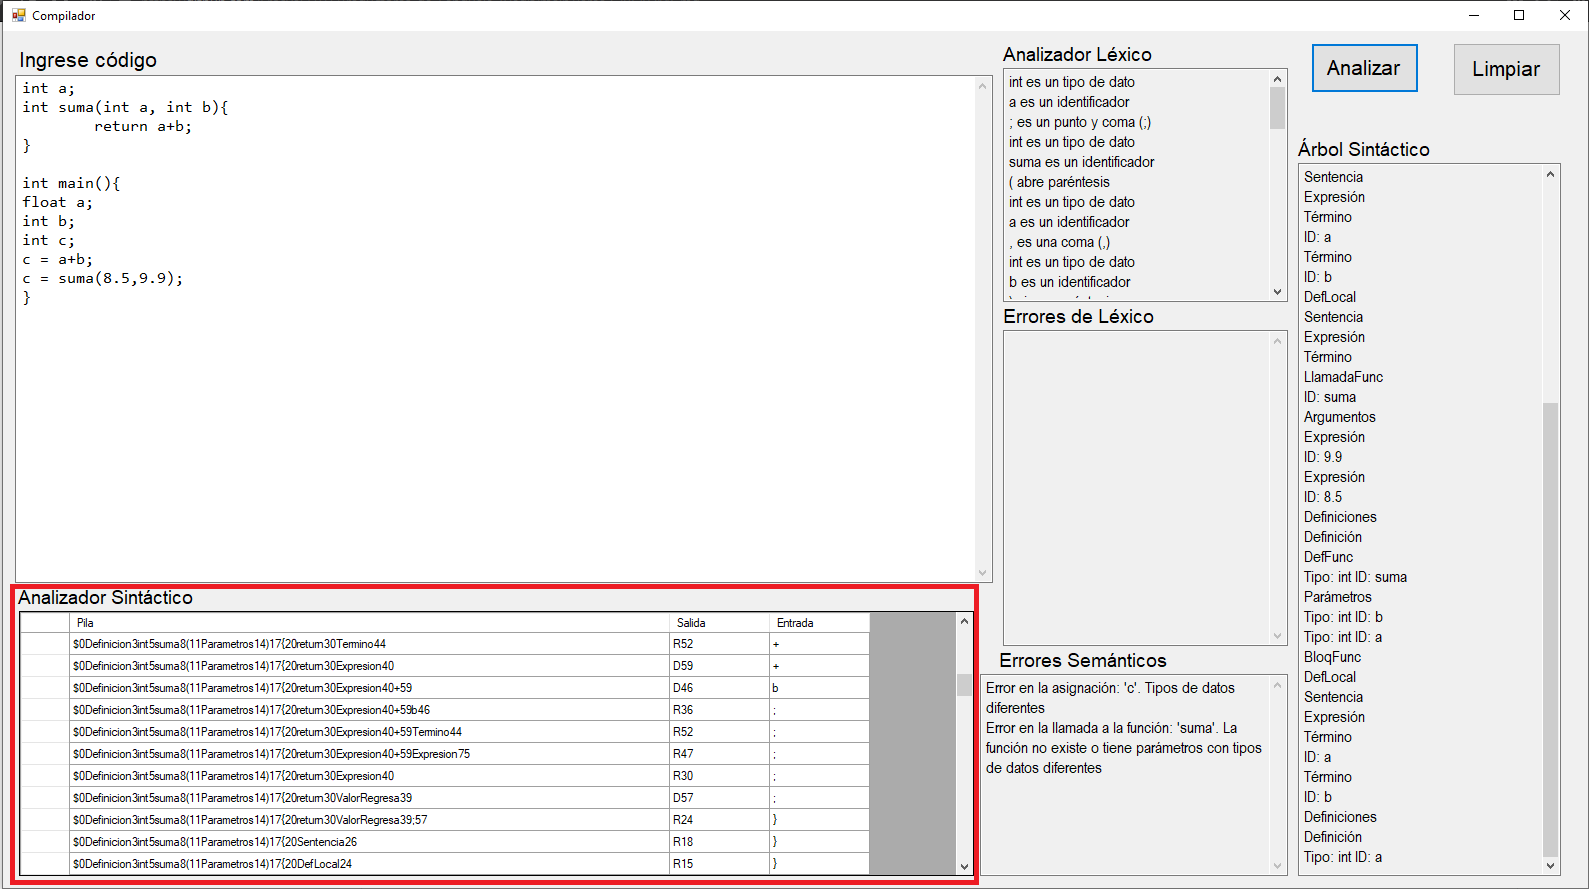 Compilador
Ingrese código
int a;
int suma(int a, int b){
return a+b;
}
int main(){
float a;
int b;
int c;
c = a+b;
c = suma(8.5,9.9);
}
Analizador Sintáctico
Pila Salida Entrada
$0Definicion3int5suma8(11Parametros14)17{20return30Termino44 R52 +
$0Definicion3int5suma8(11Parametros14)17{20return30Expresion40 D59 +
$0Definicion3int5suma8(11Parametros14)17{20return30Expresion40+59 D46 b
$0Definicion3int5suma8(11Parametros14)17{20return30Expresion40+59b46 R36 ;
$0Definicion3int5suma8(11Parametros14)17{20return30Expresion40+59Termino44 R52 ;
$0Definicion3int5suma8(11Parametros14)17{20return30Expresion40+59Expresion75 R47 ;
$0Definicion3int5suma8(11Parametros14)17{20return30Expresion40 R30 ;
$0Definicion3int5suma8(11Parametros14)17{20return30ValorRegresa39 D57 ;
$0Definicion3int5suma8(11Parametros14)17{20return30ValorRegresa39;57 R24 }
$0Definicion3int5suma8(11Parametros14)17{20Sentencia26 R18 }
$0Definicion3int5suma8(11Parametros14)17{20DefLocal24 R15 }
Analizador Léxico
int es un tipo de dato
a es un identificador
; es un punto y coma (;)
int es un tipo de dato
suma es un identificador
( abre paréntesis
int es un tipo de dato
a es un identificador
, es una coma (,)
int es un tipo de dato
b es un identificador
Errores de Léxico
Errores Semánticos
Error en la asignación: 'c'. Tipos de datos
diferentes
Error en la llamada a la función: 'suma'. La
función no existe o tiene parámetros con tipos
de datos diferentes
Analizar
Limpiar
Árbol Sintáctico
Sentencia
Expresión
Término
ID: a
Término
ID: b
DefLocal
Sentencia
Expresión
Término
LlamadaFunc
ID: suma
Argumentos
Expresión
ID: 9.9
Expresión
ID: 8.5
Definiciones
Definición
DefFunc
Tipo: int ID: suma
Parámetros
Tipo: int ID: b
Tipo: int ID: a
BloqFunc
DefLocal
Sentencia
Expresión
Término
ID: a
Término
ID: b
Definiciones
Definición
Tipo: int ID: a